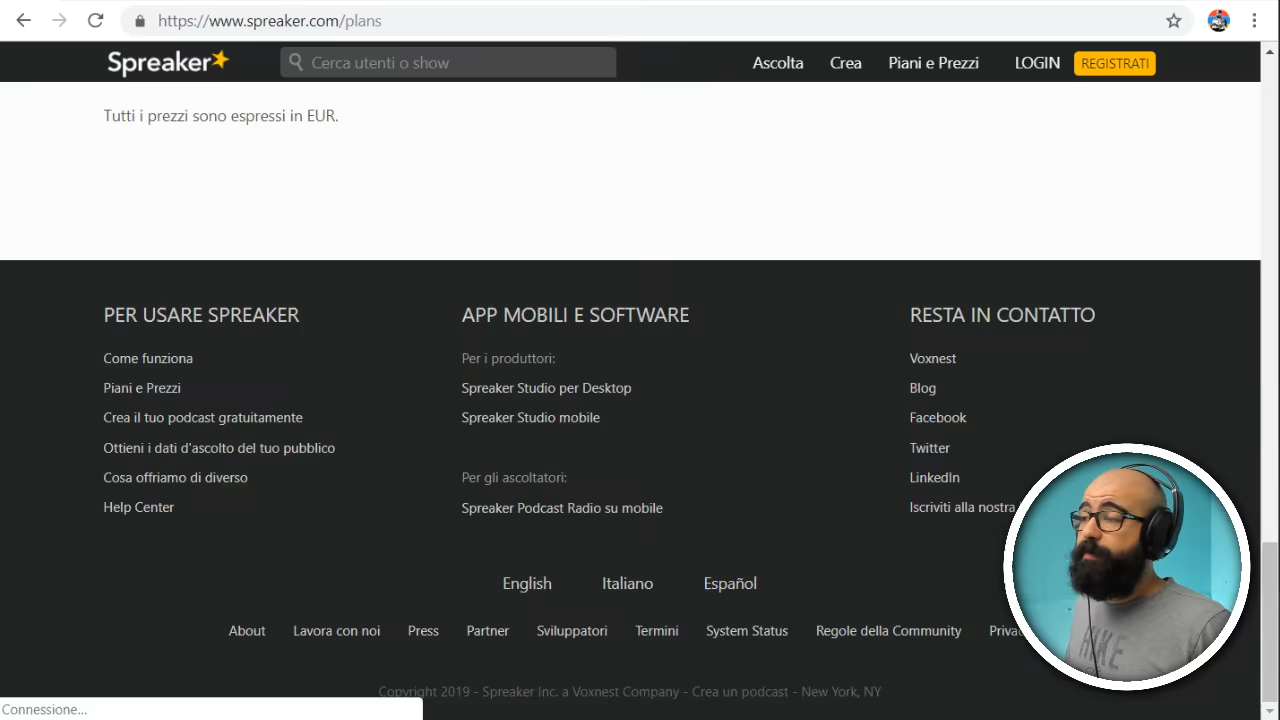 https://www.spreaker.com/plans
Spreaker
Cerca utenti o show
Ascolta
Crea
Piani e Prezzi
LOGIN
REGISTRATI
Tutti i prezzi sono espressi in EUR.
PER USARE SPREAKER
Come funziona
Piani e Prezzi
Crea il tuo podcast gratuitamente
Ottieni i dati d'ascolto del tuo pubblico
Cosa offriamo di diverso
Help Center
APP MOBILI E SOFTWARE
Per i produttori:
Spreaker Studio per Desktop
Spreaker Studio mobile
Per gli ascoltatori:
Spreaker Podcast Radio su mobile
RESTA IN CONTATTO
Voxnest
Blog
Facebook
Twitter
LinkedIn
Iscriviti alla nostra
English
Italiano
Español
About
Lavora con noi
Press
Partner
Sviluppatori
Termini
System Status
Regole della Community
Copyright 2019 - Spreaker Inc. a Voxnest Company - Crea un podcast - New York, NY
Connessione...